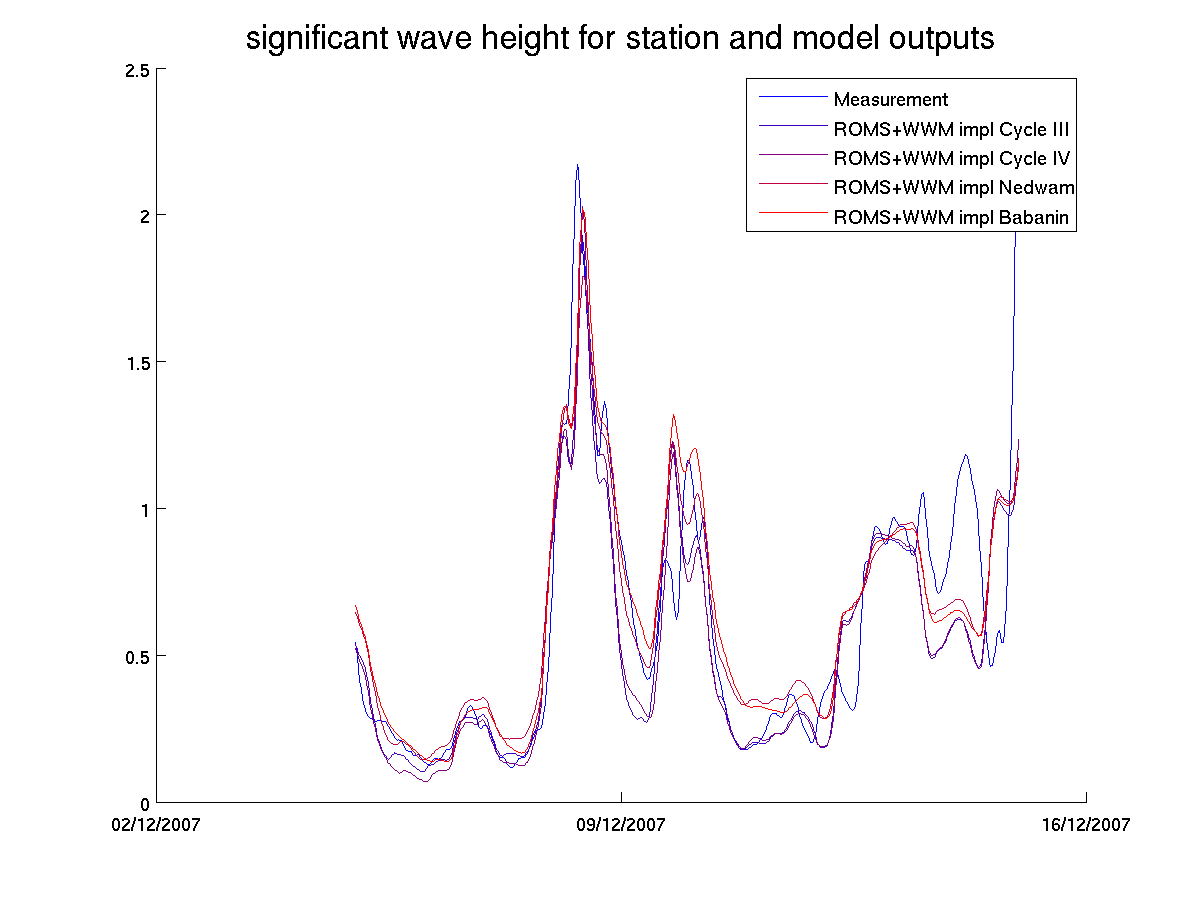 significant wave height for station and model outputs
2.5
2
1.5
1
0.5
0
02/12/2007
09/12/2007
16/12/2007
Measurement
ROMS+WWM impl Cycle III
ROMS+WWM impl Cycle IV
ROMS+WWM impl Nedwam
ROMS+WWM impl Babanin